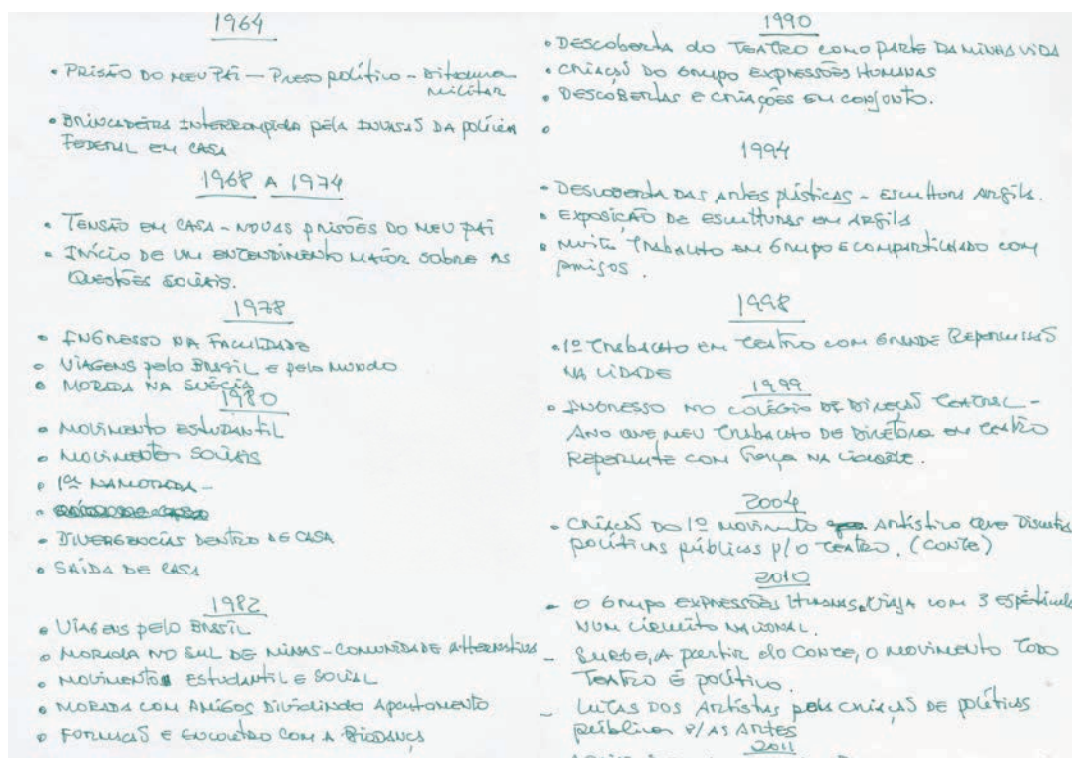 1964
• PRISÃO DO MEU PAI — Preso político - Ditadura
Militar
• BRINCADEIRA INTERROMPIDA PELA INVASÃO DA POLÍCIA
FEDERAL EM CASA
1968 A 1974
• TENSÃO EM CASA - NOVAS PRISÕES DO MEU PAI
• INÍCIO DE UM ENTENDIMENTO MAIOR SOBRE AS
QUESTÕES SOCIAIS.
1978
• INGRESSO NA FACULDADE
• VIAGENS PELO BRASIL E PELO MUNDO
• MORADA NA SUÉCIA
1980
• MOVIMENTO ESTUDANTIL
• MOVIMENTOS SOCIAIS
• 1ª NAMORADA -
•
• DIVERGÊNCIAS DENTRO DE CASA
• SAÍDA DE CASA
1982
• VIAGENS PELO BRASIL
• MORADA NO SUL DE MINAS - COMUNIDADE ALTERNATIVA
• MOVIMENTO ESTUDANTIL E SOCIAL
• MORADA COM AMIGOS DIVIDINDO APARTAMENTO
• FORMAÇÃO E ENCONTRO COM A BIODANÇA
1990
• DESCOBERTA DO TEATRO COMO PARTE DA MINHA VIDA
• CRIAÇÃO DO GRUPO EXPRESSÕES HUMANAS
• DESCOBERTAS E CRIAÇÕES EM CONJUNTO.
•
1994
• DESCOBERTA DAS ARTES PLÁSTICAS - ESCULTURA ARGILA.
• EXPOSIÇÃO DE ESCULTURAS EM ARGILA
• MUITO TRABALHO EM GRUPO E COMPARTILHADO COM
AMIGOS.
1998
• 1º TRABALHO EM TEATRO COM GRANDE REPERCUSSÃO
NA CIDADE
1999
• INGRESSO NO COLÉGIO DE DIREÇÃO TEATRAL -
ANO QUE MEU TRABALHO DE DIRETORA EM TEATRO
REPERCUTE COM FORÇA NA CIDADE.
2004
• CRIAÇÃO DO 1º MOVIMENTO ARTÍSTICO QUE DISCUTE
POLÍTICAS PÚBLICAS P/ O TEATRO. (CONTE)
2010
- O GRUPO EXPRESSÕES HUMANAS, VIAJA COM 3 ESPETÁCULOS
NUM CIRCUITO NACIONAL.
- SURGE, A PARTIR DO CONTE, O MOVIMENTO TODO
TEATRO É POLÍTICO.
- LUTAS DOS ARTISTAS PELA CRIAÇÃO DE POLÍTICAS
PÚBLICAS P/ AS ARTES
2011